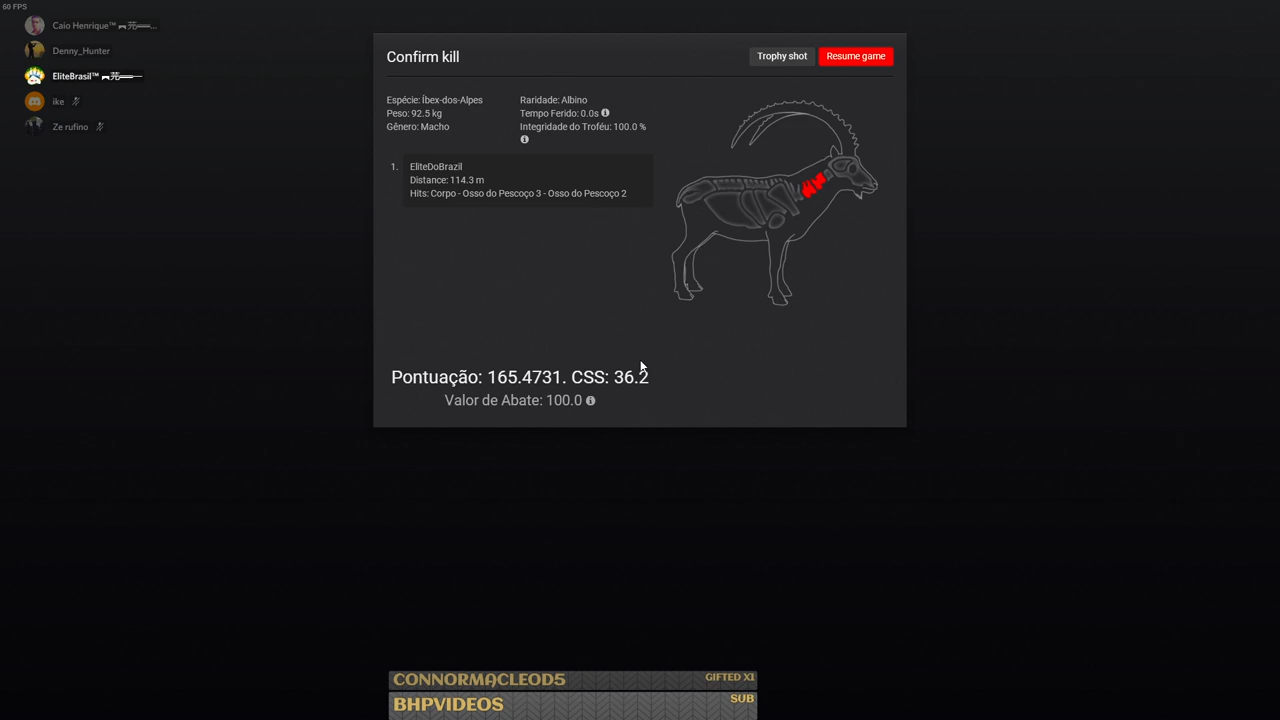 60 FPS
Caio Henrique™
Denny_Hunter
EliteBrasil™
ike
Ze rufino
Confirm kill
Trophy shot
Resume game
Espécie: Íbex-dos-Alpes
Peso: 92.5 kg
Gênero: Macho
Raridade: Albino
Tempo Ferido: 0.0s
Integridade do Troféu: 100.0 %
1.
EliteDoBrazil
Distance: 114.3 m
Hits: Corpo - Osso do Pescoço 3 - Osso do Pescoço 2
Pontuação: 165.4731. CSS: 36.2
Valor de Abate: 100.0
CONNORMACLEOD5 GIFTED X1
BHPVIDEOS SUB